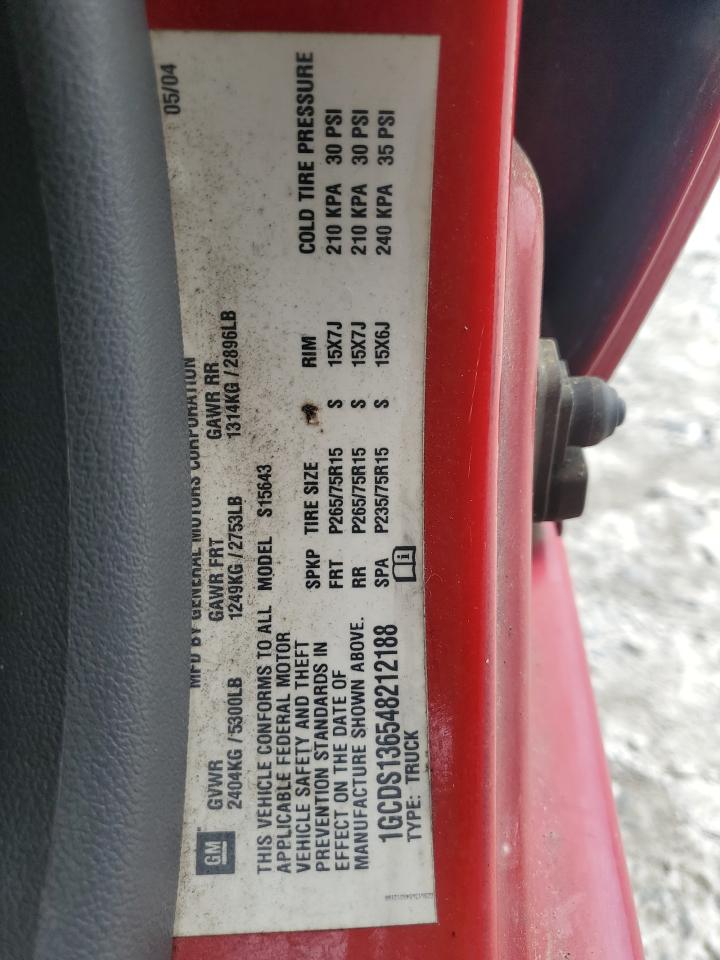 MFD BY GENERAL MOTORS CORPORATION 05/04
GM
GVWR GAWR FRT GAWR RR
2404KG/5300LB 1249KG/2753LB 1314KG/2896LB
THIS VEHICLE CONFORMS TO ALL
APPLICABLE FEDERAL MOTOR
VEHICLE SAFETY AND THEFT
PREVENTION STANDARDS IN
EFFECT ON THE DATE OF
MANUFACTURE SHOWN ABOVE.
1GCDS136548212188
TYPE: TRUCK
MODEL S15643
SPKP TIRE SIZE RIM COLD TIRE PRESSURE
FRT P265/75R15 S 15X7J 210 KPA 30 PSI
RR P265/75R15 S 15X7J 210 KPA 30 PSI
SPA P235/75R15 S 15X6J 240 KPA 35 PSI